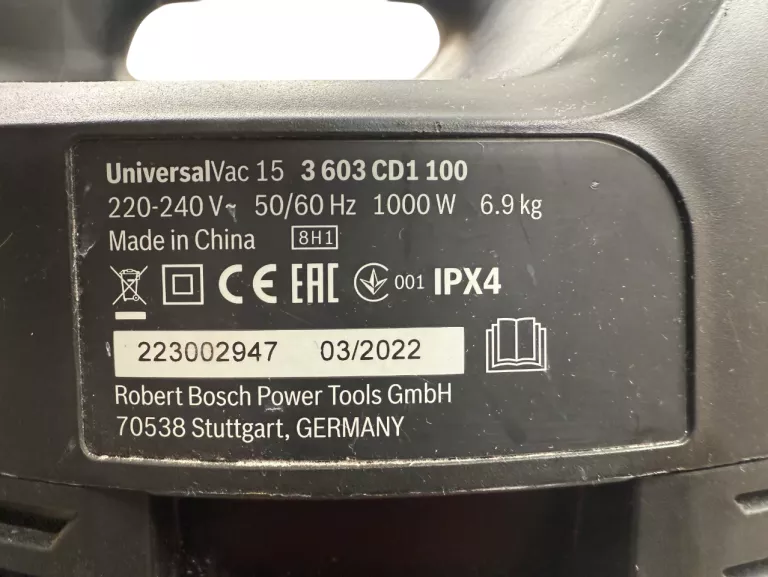 UniversalVac 15 3 603 CD1 100
220-240 V~ 50/60 Hz 1000 W 6.9 kg
Made in China 8H1
CE EAC 001 IPX4
223002947 03/2022
Robert Bosch Power Tools GmbH
70538 Stuttgart, GERMANY